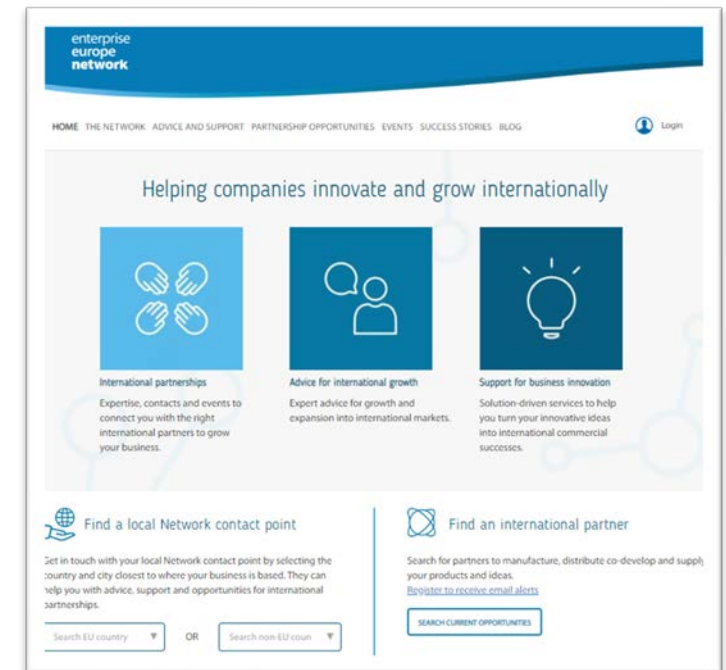 enterprise
europe
network
HOME THE NETWORK ADVICE AND SUPPORT PARTNERSHIP OPPORTUNITIES EVENTS SUCCESS STORIES BLOG
Login
Helping companies innovate and grow internationally
International partnerships
Expertise, contacts and events to
connect you with the right
international partners to grow
your business.
Advice for international growth
Expert advice for growth and
expansion into international markets.
Support for business innovation
Solution-driven services to help
you turn your innovative ideas
into international commercial
successes.
Find a local Network contact point
Get in touch with your local Network contact point by selecting the
country and city closest to where your business is based. They can
help you with advice, support and opportunities for international
partnerships.
Search EU country
OR
Search non-EU coun
Find an international partner
Search for partners to manufacture, distribute co-develop and supply
your products and ideas.
Register to receive email alerts
SEARCH CURRENT OPPORTUNITIES